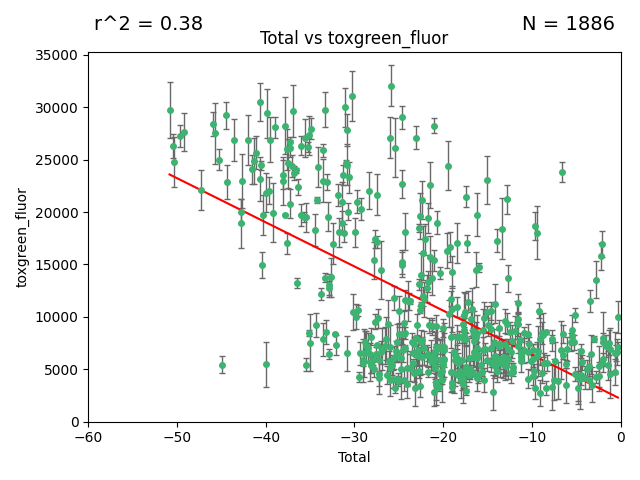 r^2 = 0.38 N = 1886
Total vs toxgreen_fluor
35000
30000
25000
20000
15000
10000
5000
0
toxgreen_fluor
−60 −50 −40 −30 −20 −10 0
Total